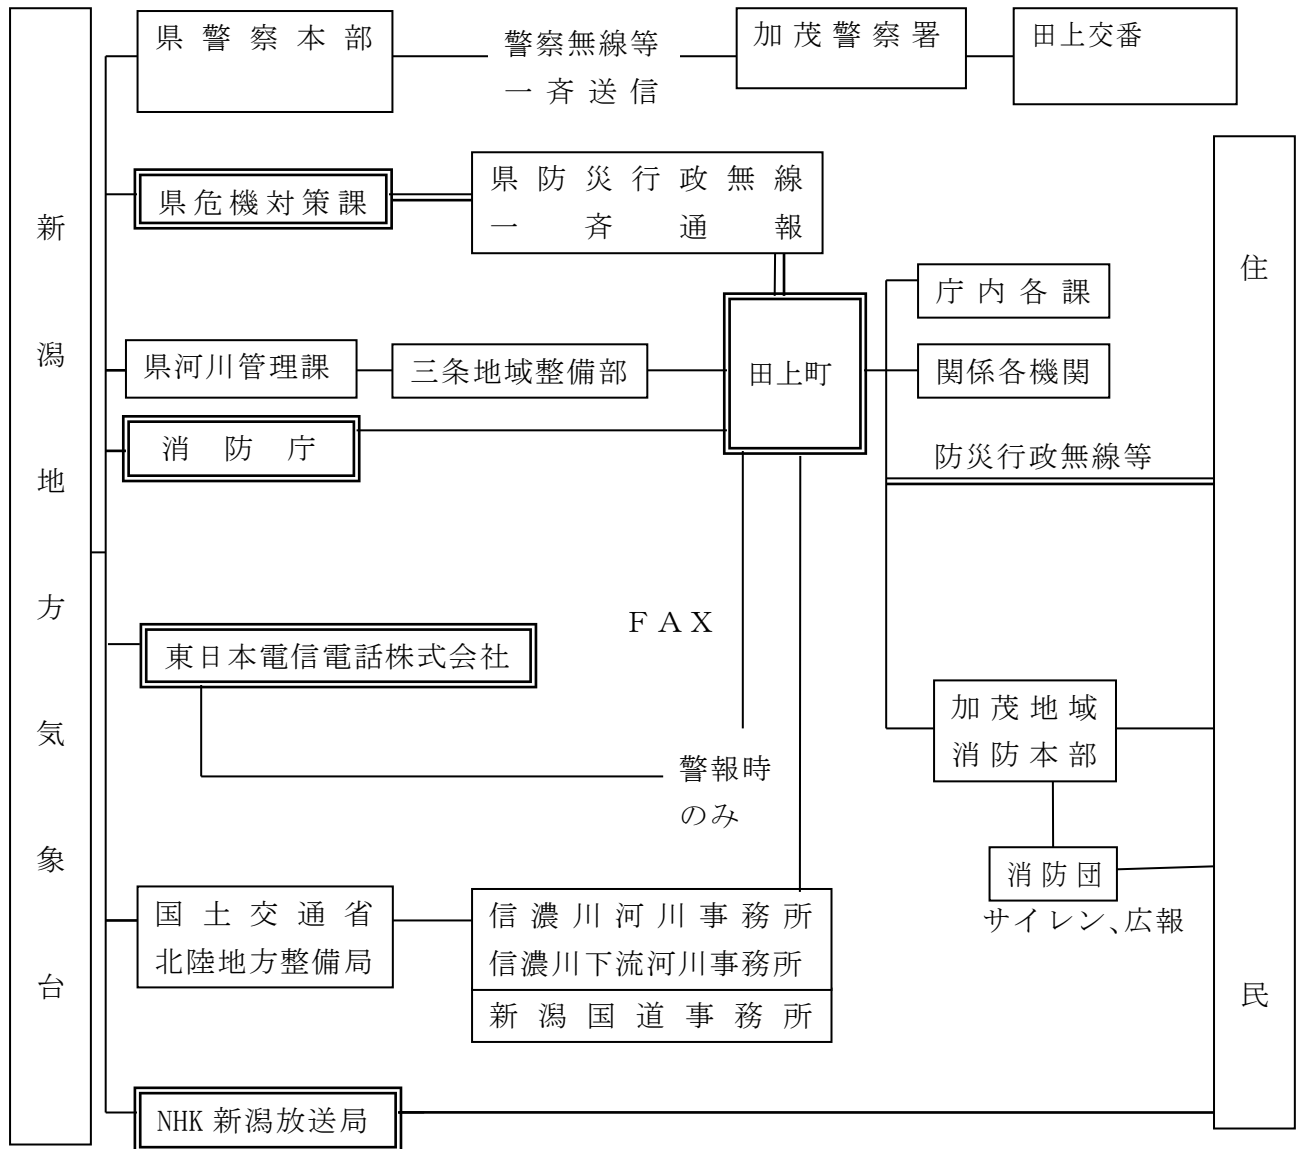 新潟地方気象台
県警察本部
警察無線等
一斉送信
加茂警察署
田上交番
県危機対策課
県防災行政無線
一斉通報
県河川管理課
三条地域整備部
田上町
庁内各課
関係各機関
消防庁
防災行政無線等
東日本電信電話株式会社
ＦＡＸ
警報時
のみ
加茂地域
消防本部
消防団
サイレン、広報
国土交通省
北陸地方整備局
信濃川河川事務所
信濃川下流河川事務所
新潟国道事務所
NHK 新潟放送局
住民